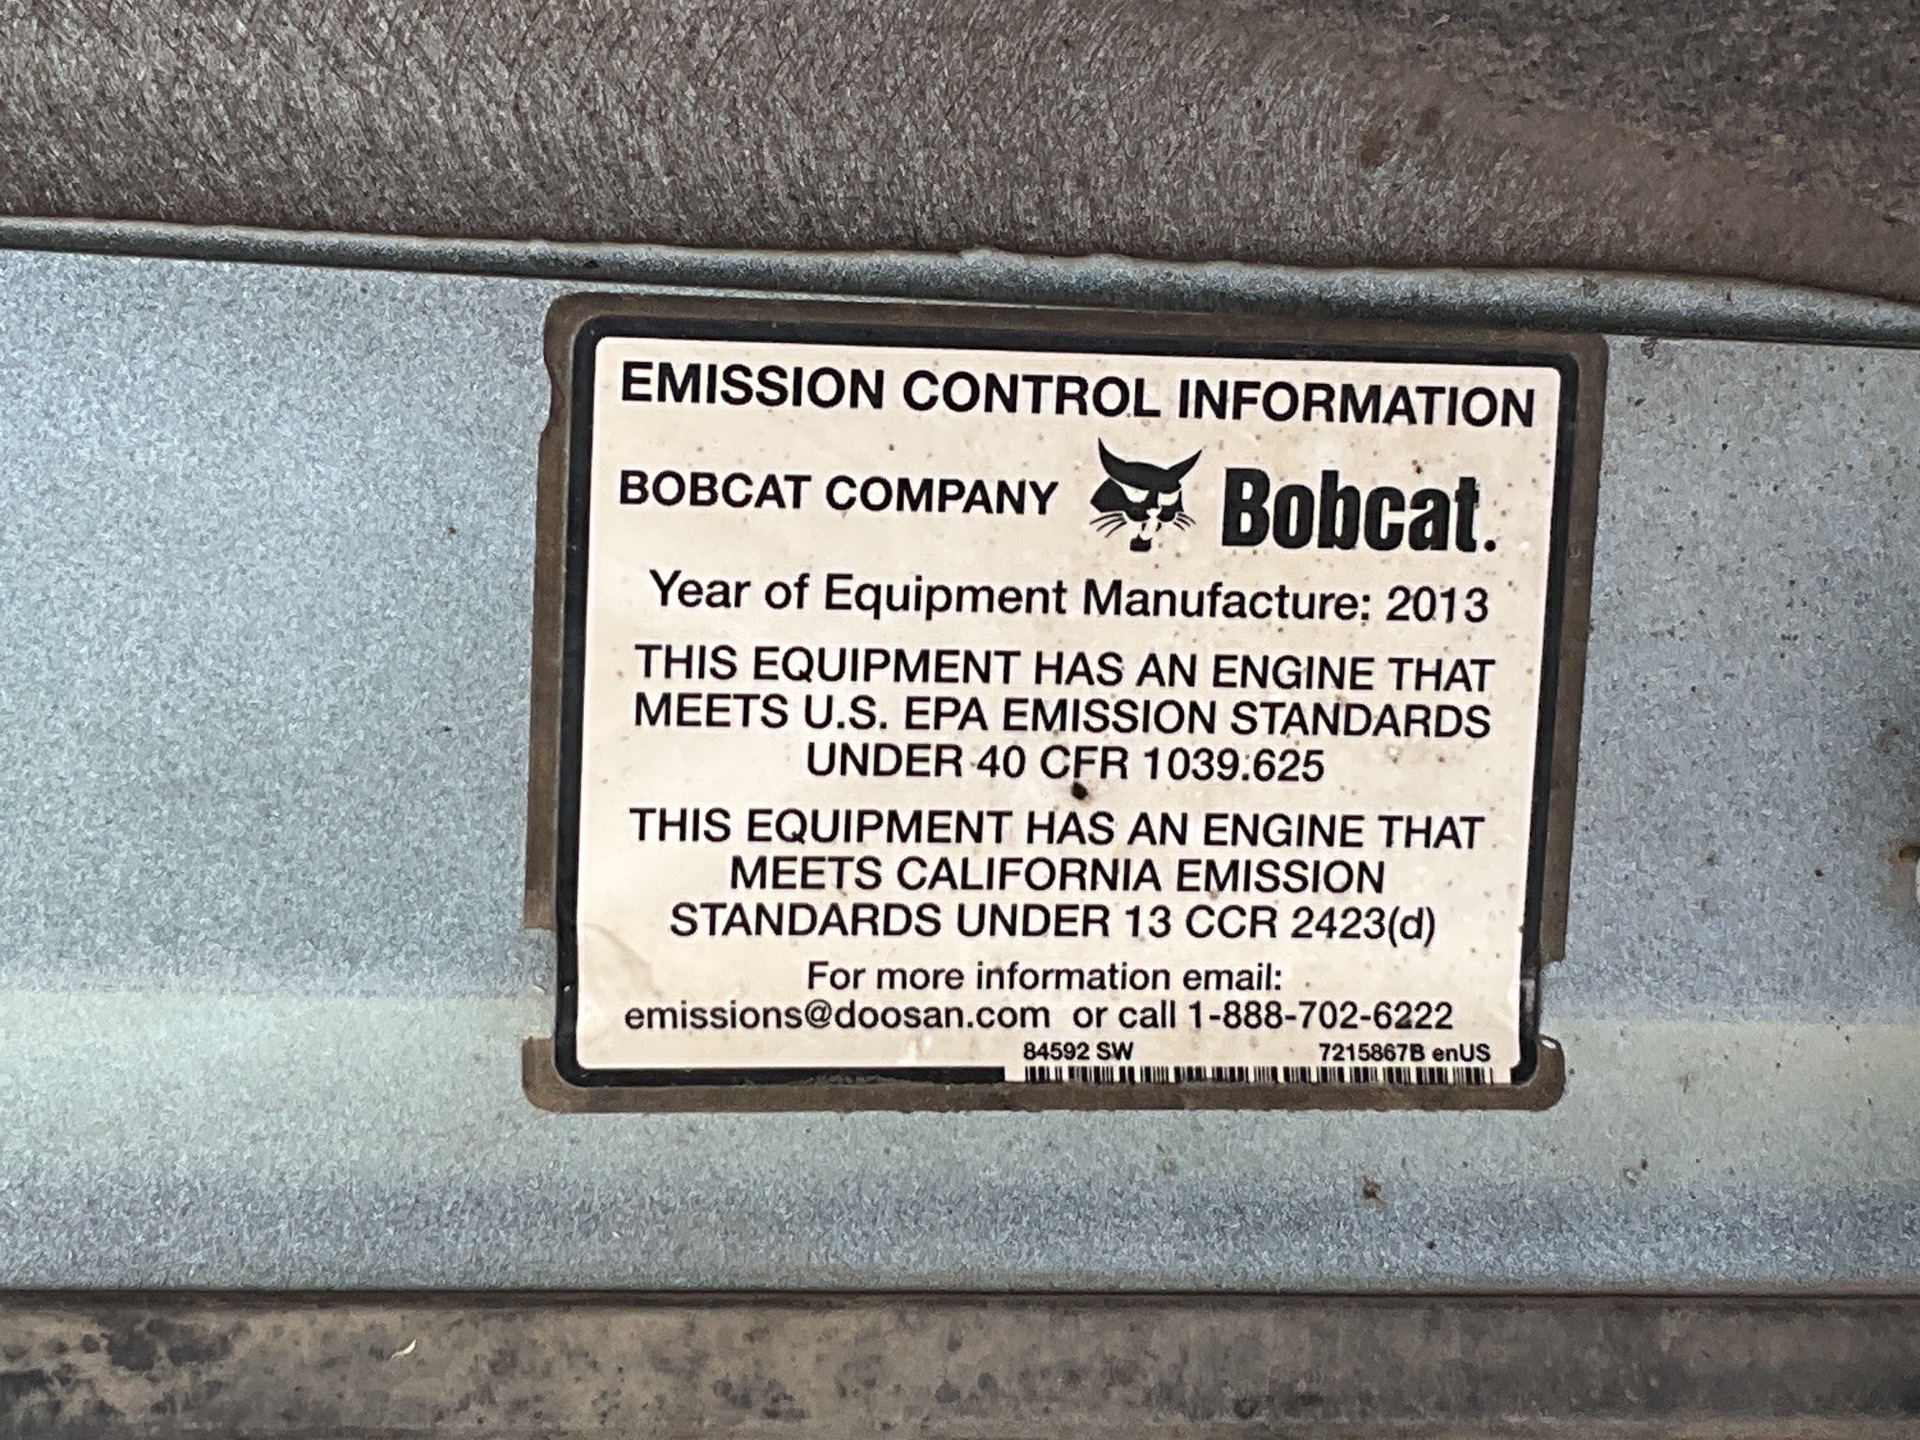 EMISSION CONTROL INFORMATION
BOBCAT COMPANY Bobcat.
Year of Equipment Manufacture: 2013
THIS EQUIPMENT HAS AN ENGINE THAT
MEETS U.S. EPA EMISSION STANDARDS
UNDER 40 CFR 1039.625
THIS EQUIPMENT HAS AN ENGINE THAT
MEETS CALIFORNIA EMISSION
STANDARDS UNDER 13 CCR 2423(d)
For more information email:
emissions@doosan.com or call 1-888-702-6222
84592 SW 7215867B enUS